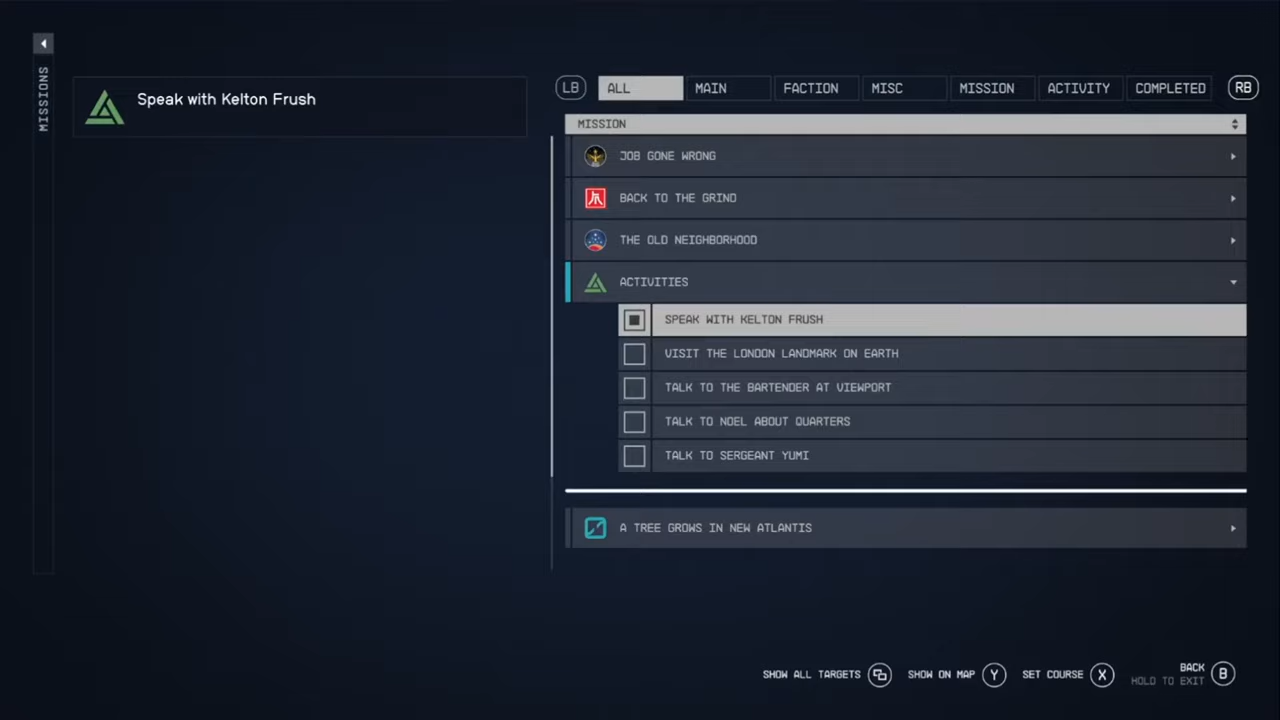 MISSIONS
Speak with Kelton Frush
LB
ALL
MAIN
FACTION
MISC
MISSION
ACTIVITY
COMPLETED
RB
MISSION
JOB GONE WRONG
BACK TO THE GRIND
THE OLD NEIGHBORHOOD
ACTIVITIES
SPEAK WITH KELTON FRUSH
VISIT THE LONDON LANDMARK ON EARTH
TALK TO THE BARTENDER AT VIEWPORT
TALK TO NOEL ABOUT QUARTERS
TALK TO SERGEANT YUMI
A TREE GROWS IN NEW ATLANTIS
SHOW ALL TARGETS
SHOW ON MAP Y
SET COURSE X
BACK B
HOLD TO EXIT